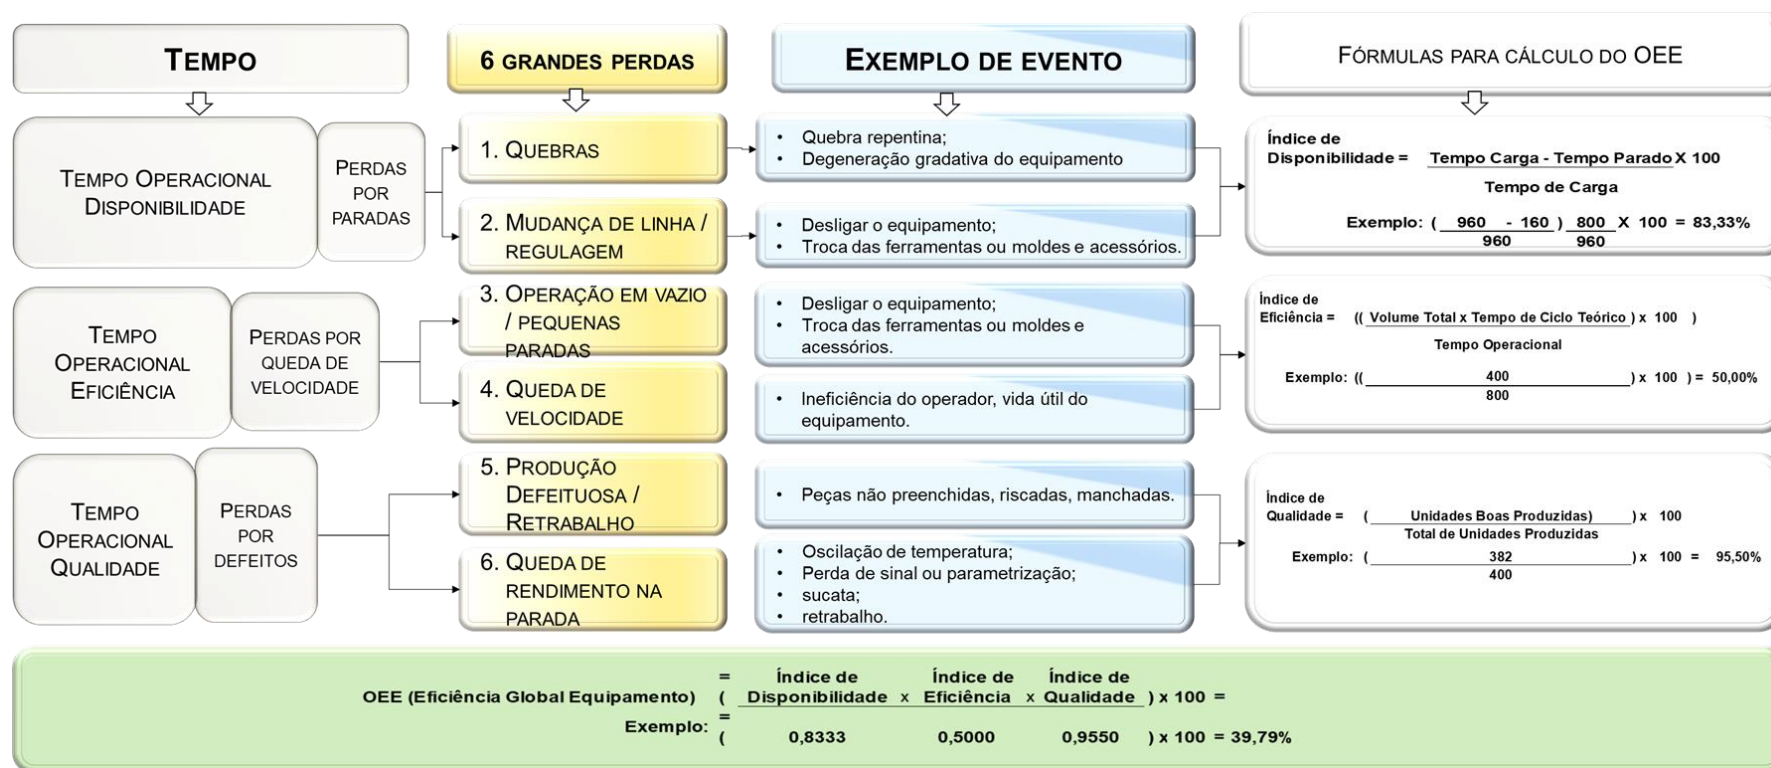 TEMPO
6 GRANDES PERDAS
EXEMPLO DE EVENTO
FÓRMULAS PARA CÁLCULO DO OEE
TEMPO OPERACIONAL
DISPONIBILIDADE
PERDAS
POR
PARADAS
1. QUEBRAS
• Quebra repentina;
• Degeneração gradativa do equipamento
2. MUDANÇA DE LINHA /
REGULAGEM
• Desligar o equipamento;
• Troca das ferramentas ou moldes e acessórios.
Índice de
Disponibilidade = Tempo Carga - Tempo Parado X 100
Tempo de Carga
Exemplo: ( 960 - 160 ) 800 X 100 = 83,33%
960 960
TEMPO
OPERACIONAL
EFICIÊNCIA
PERDAS POR
QUEDA DE
VELOCIDADE
3. OPERAÇÃO EM VAZIO
/ PEQUENAS
PARADAS
• Desligar o equipamento;
• Troca das ferramentas ou moldes e
acessórios.
4. QUEDA DE
VELOCIDADE
• Ineficiência do operador, vida útil do
equipamento.
Índice de
Eficiência = (( Volume Total x Tempo de Ciclo Teórico ) x 100 )
Tempo Operacional
Exemplo: (( 400 ) x 100 ) = 50,00%
800
TEMPO
OPERACIONAL
QUALIDADE
PERDAS
POR
DEFEITOS
5. PRODUÇÃO
DEFEITUOSA /
RETRABALHO
• Peças não preenchidas, riscadas, manchadas.
6. QUEDA DE
RENDIMENTO NA
PARADA
• Oscilação de temperatura;
• Perda de sinal ou parametrização;
• sucata;
• retrabalho.
Índice de
Qualidade = ( Unidades Boas Produzidas) ) x 100
Total de Unidades Produzidas
Exemplo: ( 382 ) x 100 = 95,50%
400
= Índice de Índice de Índice de
OEE (Eficiência Global Equipamento) ( Disponibilidade x Eficiência x Qualidade ) x 100 =
Exemplo: =
( 0,8333 0,5000 0,9550 ) x 100 = 39,79%